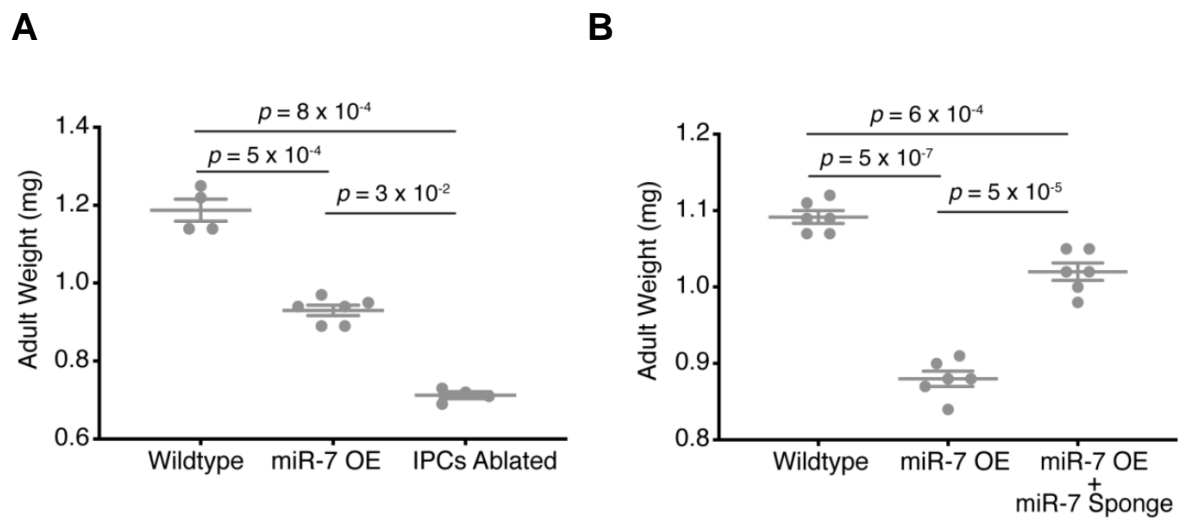 A
B
Adult Weight (mg)
1.4
1.2
1.0
0.8
0.6
p = 8 x 10⁻⁴
p = 5 x 10⁻⁴
p = 3 x 10⁻²
Wildtype miR-7 OE IPCs Ablated
Adult Weight (mg)
1.2
1.1
1.0
0.9
0.8
p = 6 x 10⁻⁴
p = 5 x 10⁻⁷
p = 5 x 10⁻⁵
Wildtype miR-7 OE miR-7 OE
+
miR-7 Sponge